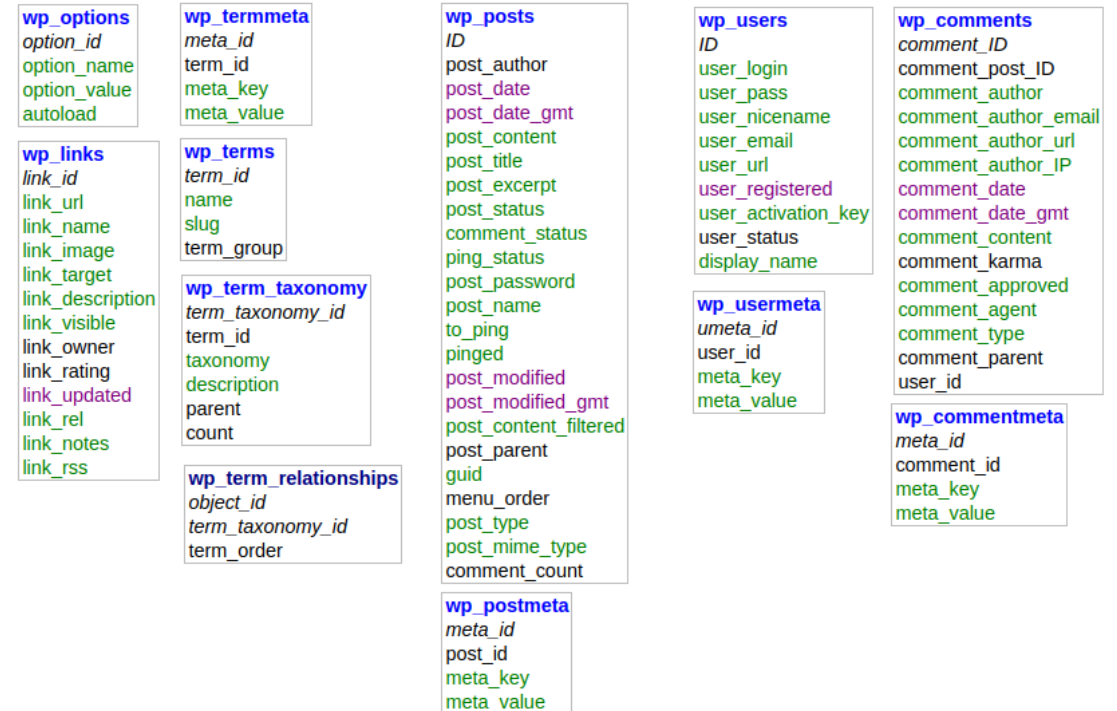 wp_options
option_id
option_name
option_value
autoload
wp_links
link_id
link_url
link_name
link_image
link_target
link_description
link_visible
link_owner
link_rating
link_updated
link_rel
link_notes
link_rss
wp_termmeta
meta_id
term_id
meta_key
meta_value
wp_terms
term_id
name
slug
term_group
wp_term_taxonomy
term_taxonomy_id
term_id
taxonomy
description
parent
count
wp_term_relationships
object_id
term_taxonomy_id
term_order
wp_posts
ID
post_author
post_date
post_date_gmt
post_content
post_title
post_excerpt
post_status
comment_status
ping_status
post_password
post_name
to_ping
pinged
post_modified
post_modified_gmt
post_content_filtered
post_parent
guid
menu_order
post_type
post_mime_type
comment_count
wp_postmeta
meta_id
post_id
meta_key
meta_value
wp_users
ID
user_login
user_pass
user_nicename
user_email
user_url
user_registered
user_activation_key
user_status
display_name
wp_usermeta
umeta_id
user_id
meta_key
meta_value
wp_comments
comment_ID
comment_post_ID
comment_author
comment_author_email
comment_author_url
comment_author_IP
comment_date
comment_date_gmt
comment_content
comment_karma
comment_approved
comment_agent
comment_type
comment_parent
user_id
wp_commentmeta
meta_id
comment_id
meta_key
meta_value